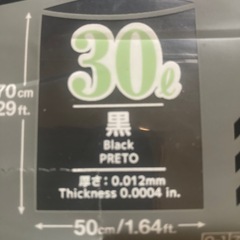 30ℓ
70cm
29ft.
黒
Black
PRETO
厚さ：0.012mm
Thickness 0.0004 in.
50cm/1.64ft.